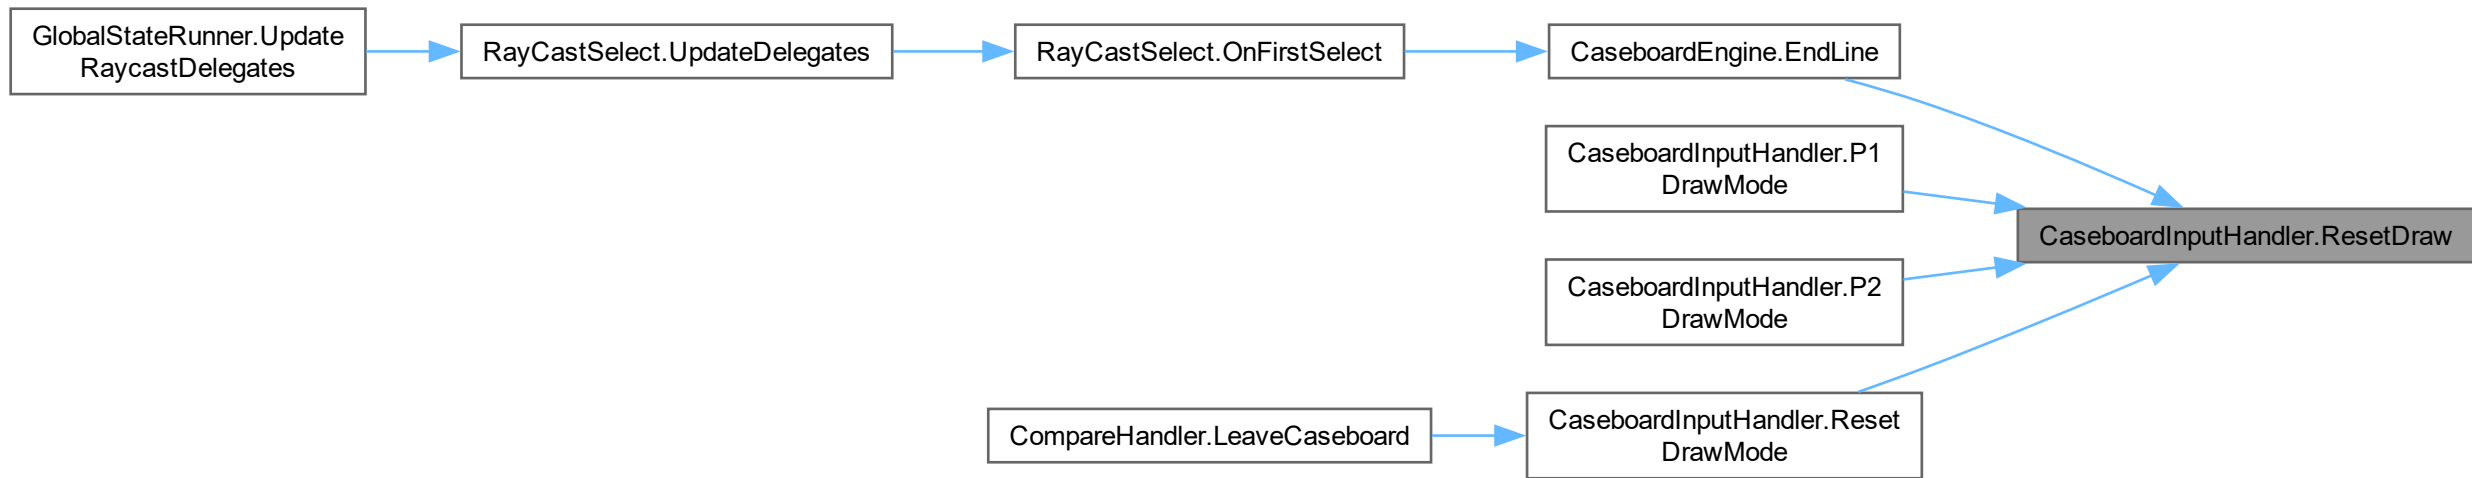 GlobalStateRunner.Update
RaycastDelegates
RayCastSelect.UpdateDelegates
RayCastSelect.OnFirstSelect
CaseboardEngine.EndLine
CaseboardInputHandler.P1
DrawMode
CaseboardInputHandler.ResetDraw
CaseboardInputHandler.P2
DrawMode
CompareHandler.LeaveCaseboard
CaseboardInputHandler.Reset
DrawMode